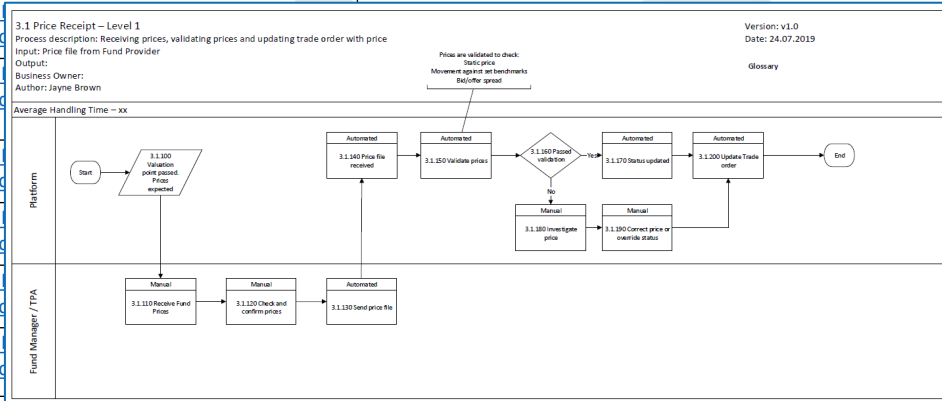 3.1 Price Receipt – Level 1
Process description: Receiving prices, validating prices and updating trade order with price
Input: Price file from Fund Provider
Output:
Business Owner:
Author: Jayne Brown
Version: v1.0
Date: 24.07.2019
Glossary
Prices are validated to check:
Static price
Movement against set benchmarks
Bid/offer spread
Average Handling Time – xx
Platform
Start
3.1.100
Valuation
point passed.
Prices
expected
Automated
3.1.140 Price file
received
Automated
3.1.150 Validate prices
3.1.160 Passed
validation
Yes
No
Automated
3.1.170 Status updated
Automated
3.1.200 Update Trade
order
End
Manual
3.1.180 Investigate
price
Manual
3.1.190 Correct price or
override status
Fund Manager / TPA
Manual
3.1.110 Receive Fund
Prices
Manual
3.1.120 Check and
confirm prices
Automated
3.1.130 Send price file